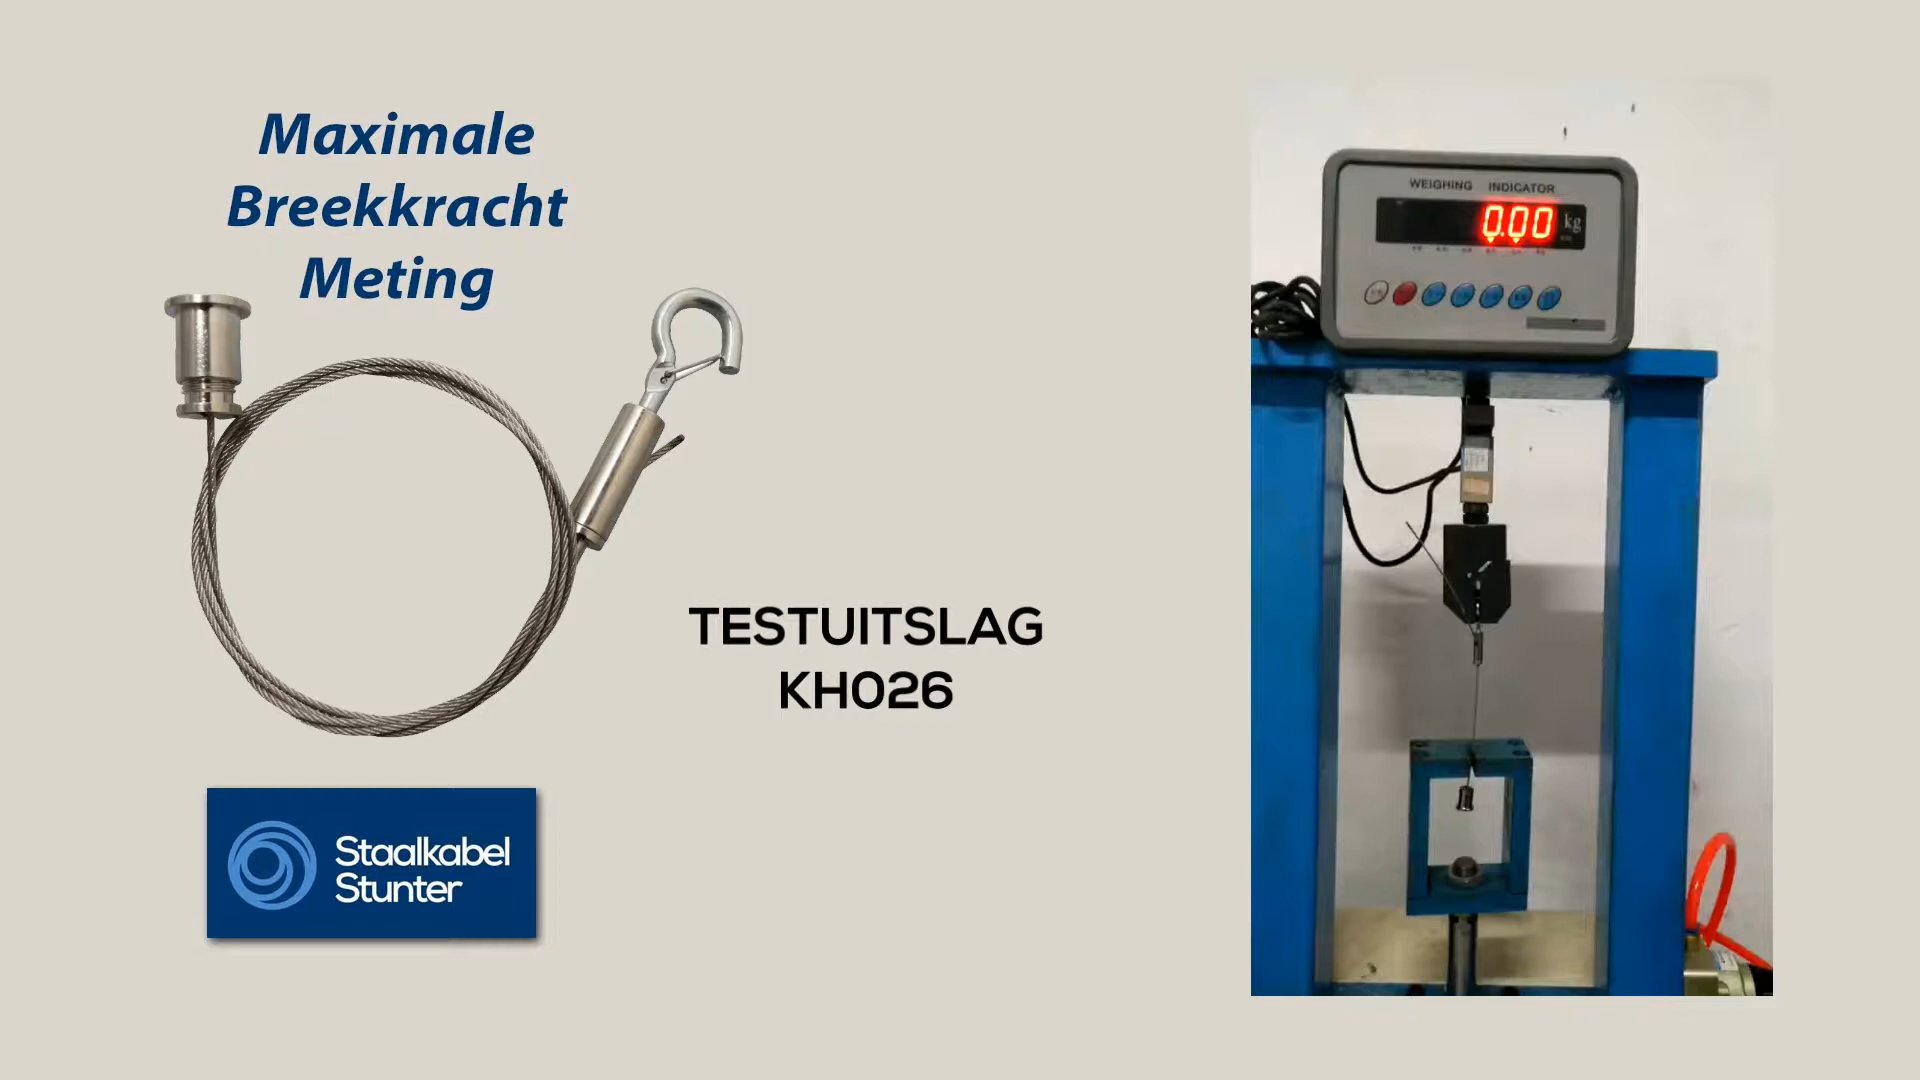 Maximale
Breekkracht
Meting
TESTUITSLAG
KH026
Staalkabel
Stunter
WEIGHING INDICATOR
0.00 kg